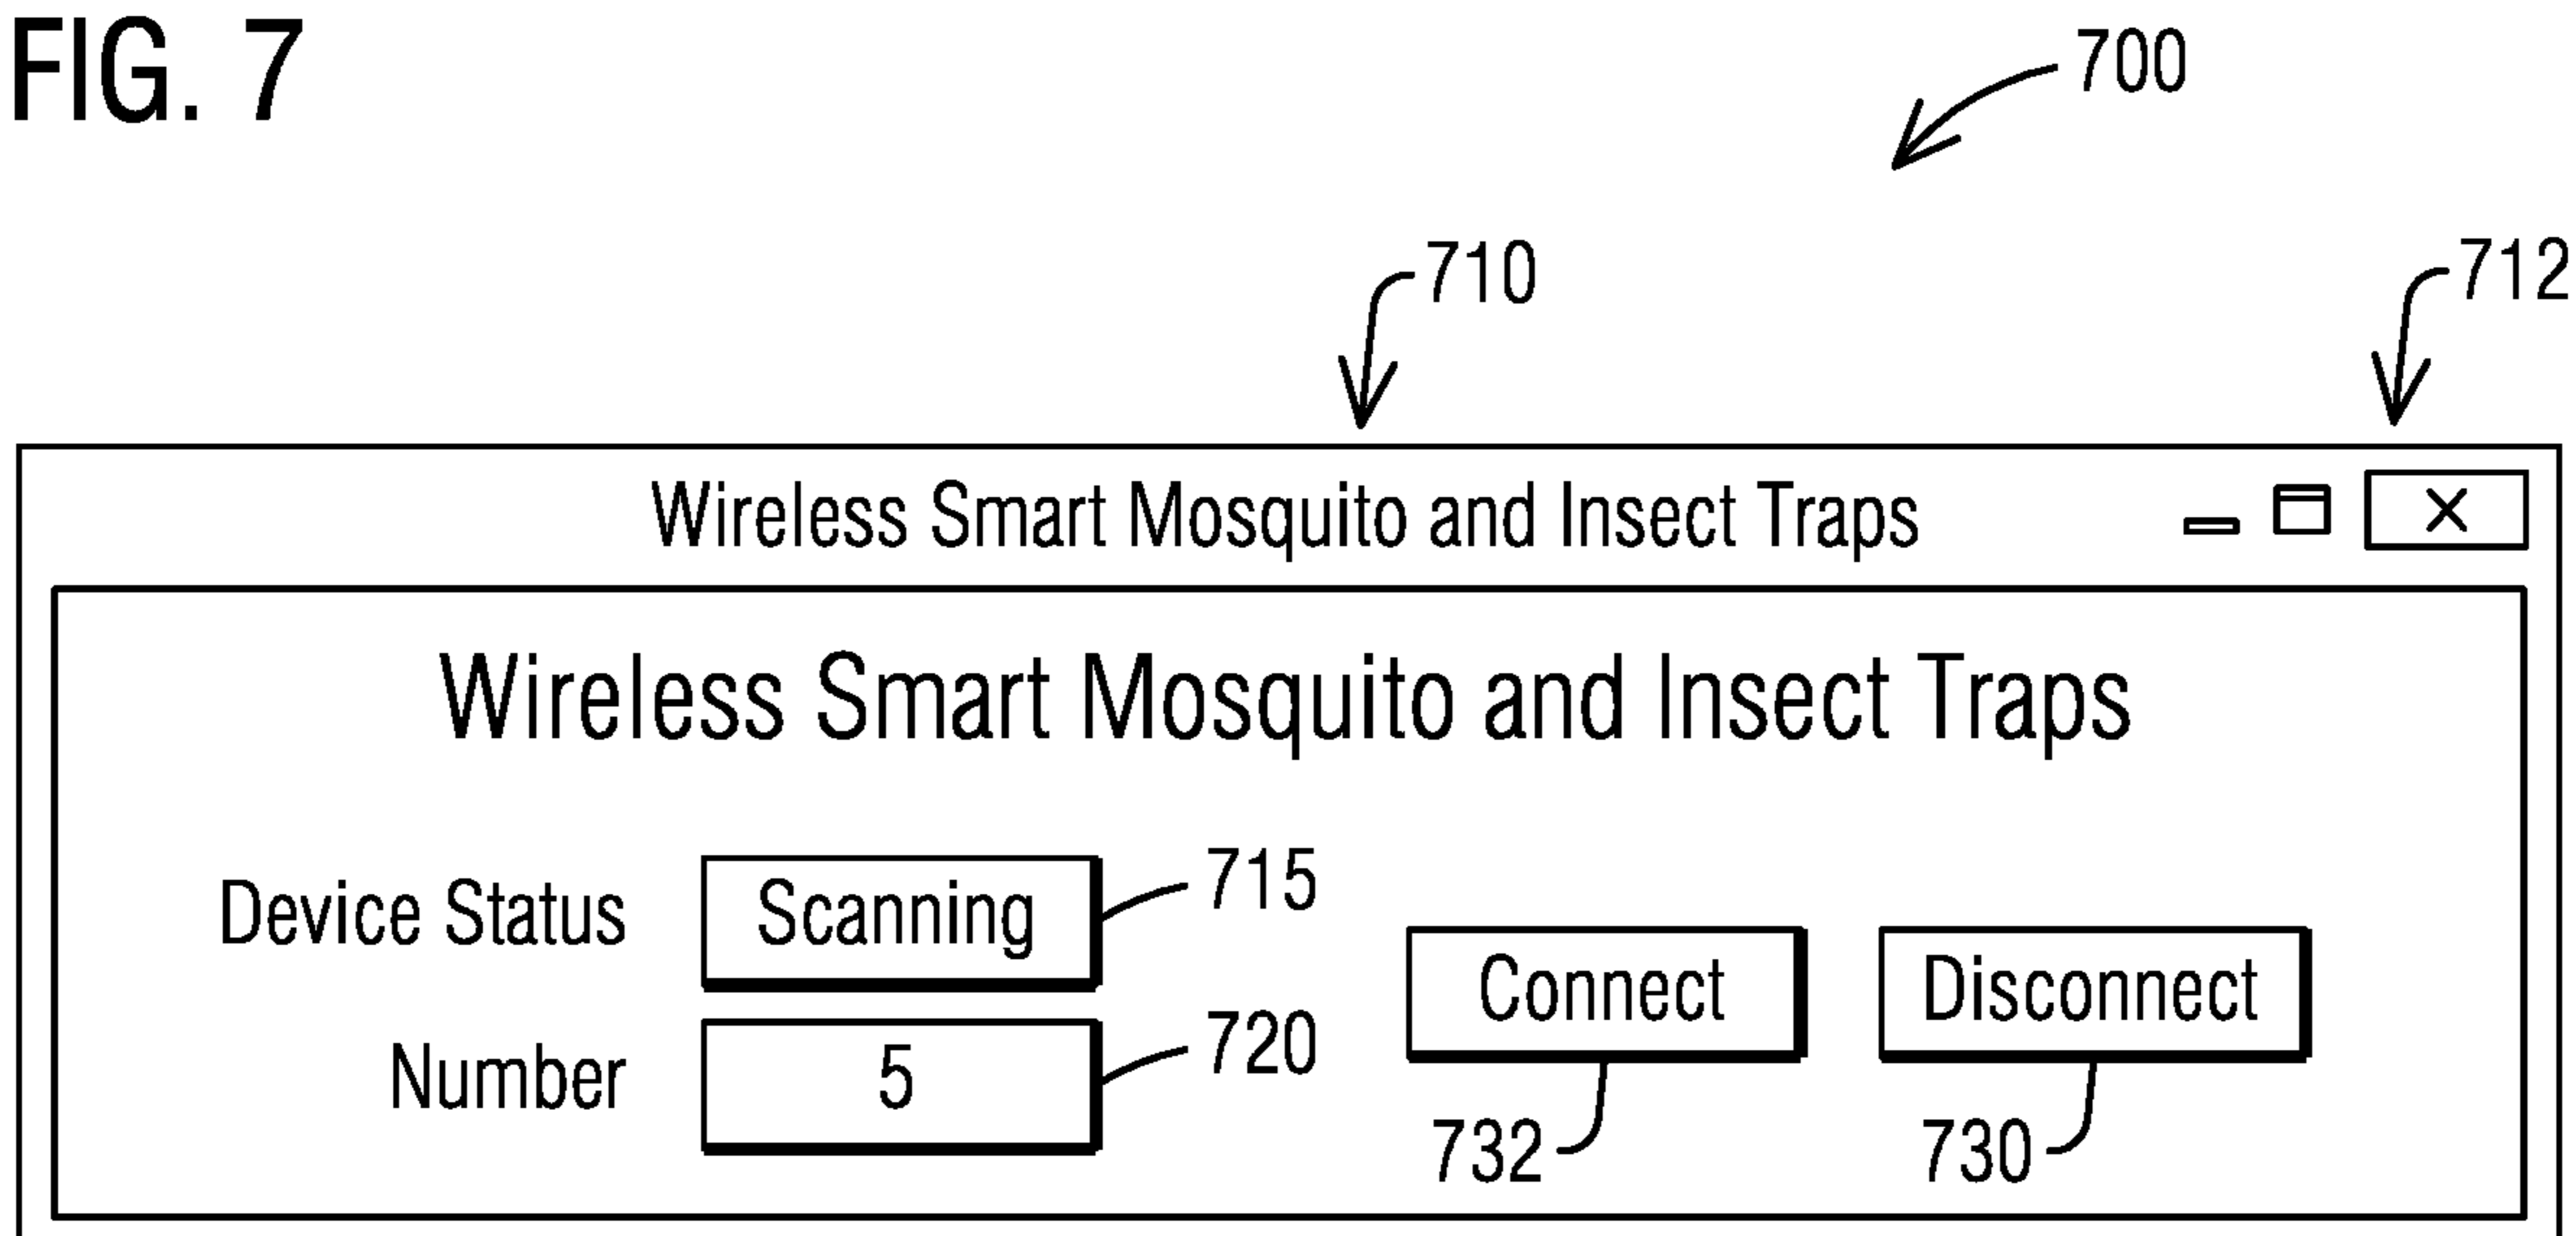 FIG. 7
700
710
712
Wireless Smart Mosquito and Insect Traps
X
Wireless Smart Mosquito and Insect Traps
Device Status Scanning 715
Connect Disconnect
Number 5 720
732 730